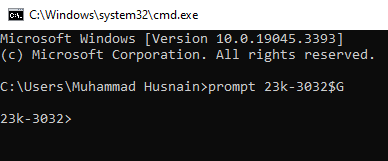 C:\Windows\system32\cmd.exe
Microsoft Windows [Version 10.0.19045.3393]
(c) Microsoft Corporation. All rights reserved.
C:\Users\Muhammad Husnain>prompt 23k-3032$G
23k-3032>